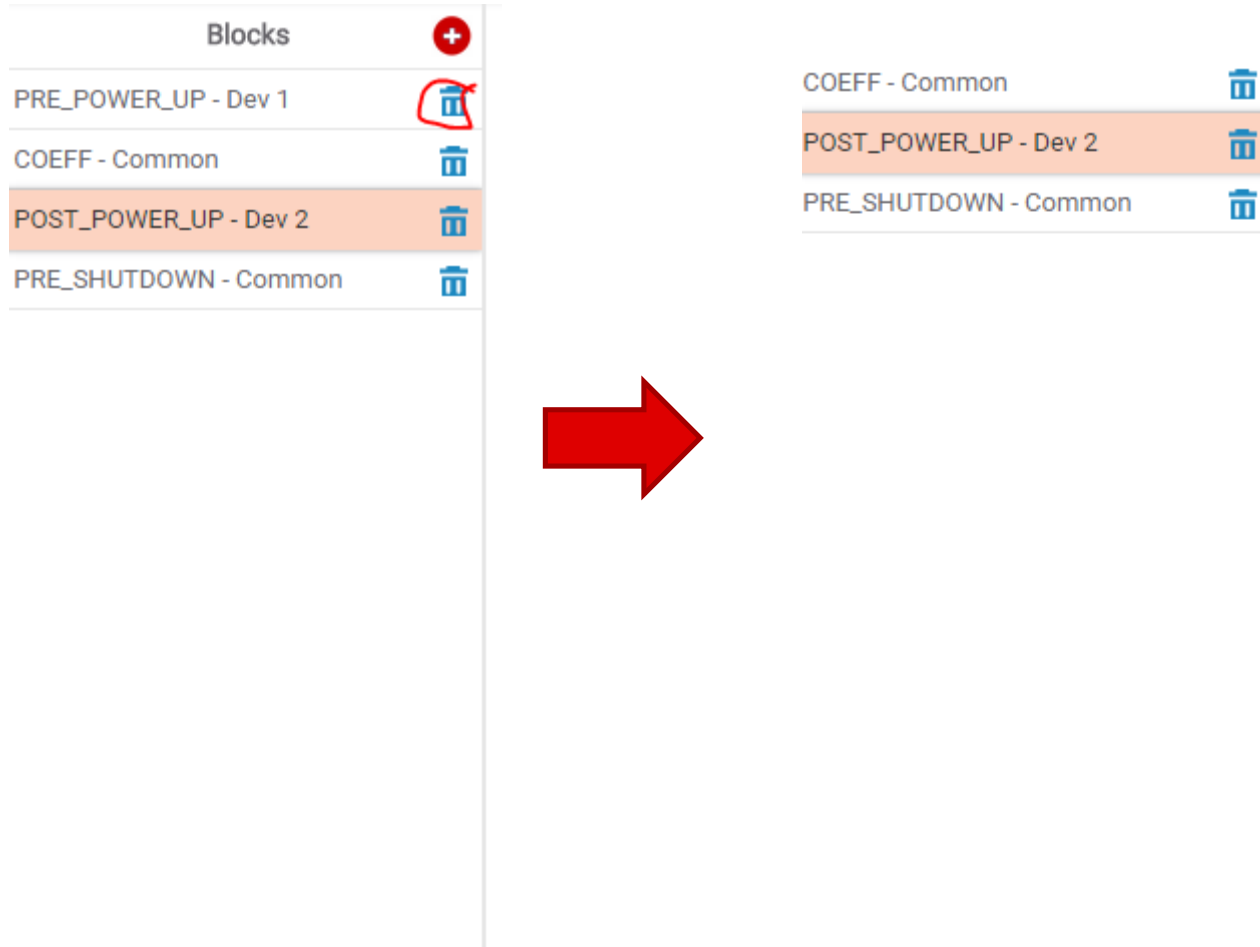 Blocks
PRE_POWER_UP - Dev 1
COEFF - Common
POST_POWER_UP - Dev 2
PRE_SHUTDOWN - Common
COEFF - Common
POST_POWER_UP - Dev 2
PRE_SHUTDOWN - Common